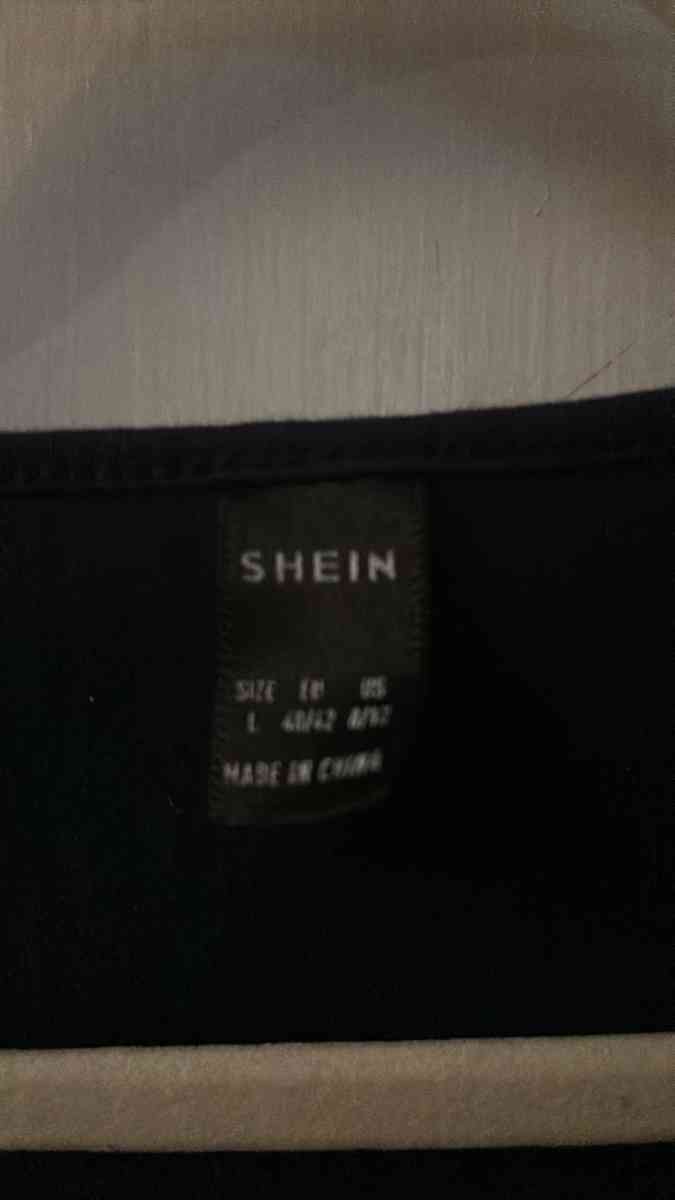 SHEIN
SIZE EU US
L 40/42
MADE IN CHINA